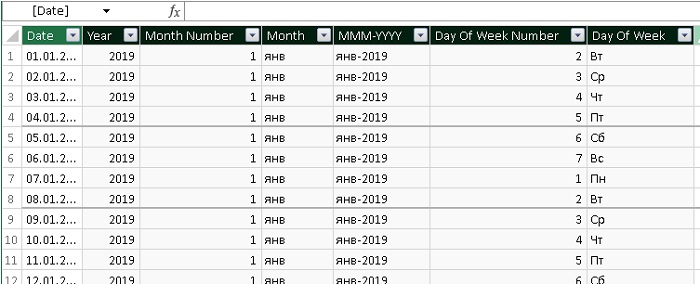 [Date] fx
Date Year Month Number Month MMM-YYYY Day Of Week Number Day Of Week
1 01.01.2... 2019 1 янв янв-2019 2 Вт
2 02.01.2... 2019 1 янв янв-2019 3 Ср
3 03.01.2... 2019 1 янв янв-2019 4 Чт
4 04.01.2... 2019 1 янв янв-2019 5 Пт
5 05.01.2... 2019 1 янв янв-2019 6 Сб
6 06.01.2... 2019 1 янв янв-2019 7 Вс
7 07.01.2... 2019 1 янв янв-2019 1 Пн
8 08.01.2... 2019 1 янв янв-2019 2 Вт
9 09.01.2... 2019 1 янв янв-2019 3 Ср
10 10.01.2... 2019 1 янв янв-2019 4 Чт
11 11.01.2... 2019 1 янв янв-2019 5 Пт
12 12.01.2... 2019 1 янв янв-2019 6 Сб